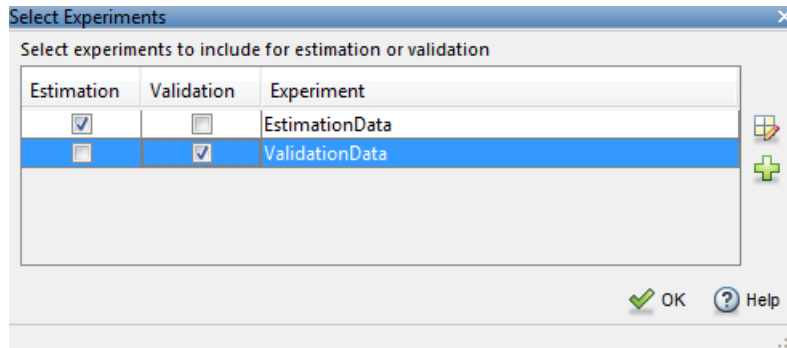 Select Experiments
Select experiments to include for estimation or validation
Estimation Validation Experiment
EstimationData
ValidationData
OK Help